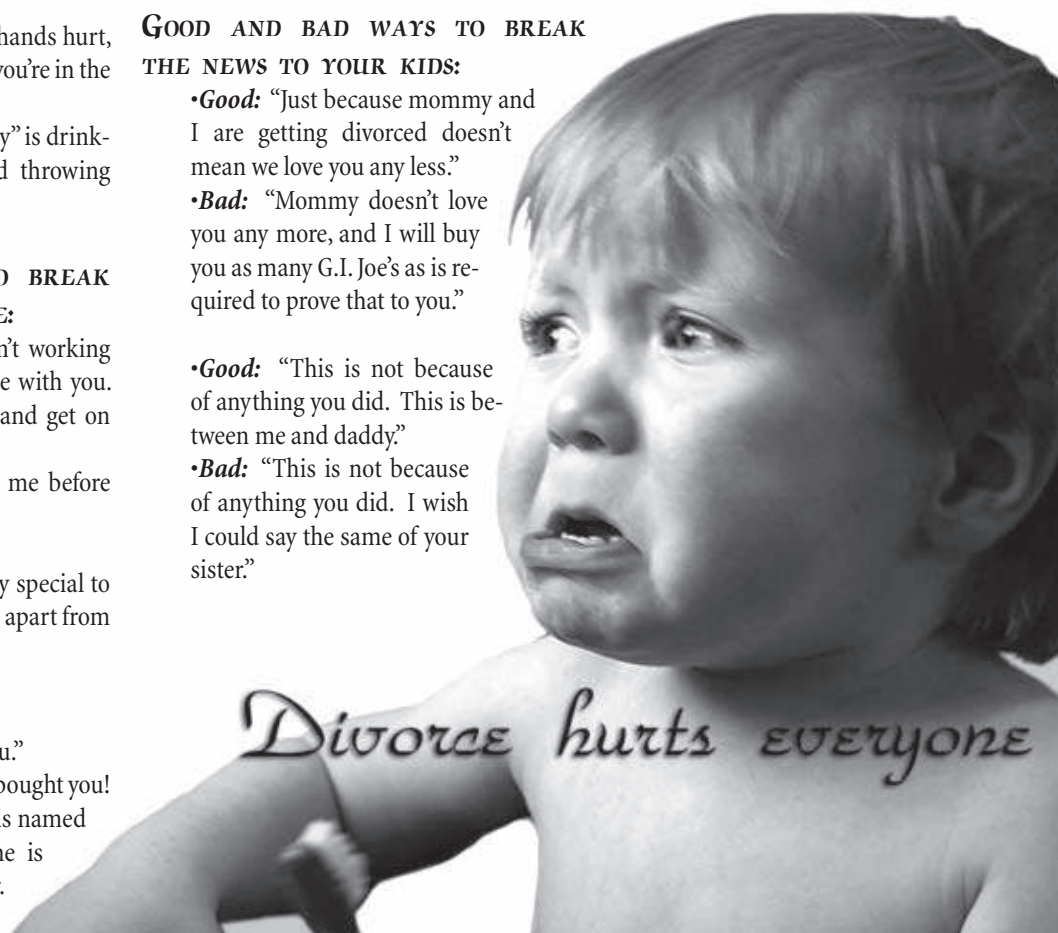 hands hurt,
you're in the
y” is drink-
d throwing
O BREAK
E:
n't working
e with you.
and get on
me before
y special to
apart from
u.”
bought you!
is named
ne is
GOOD AND BAD WAYS TO BREAK
THE NEWS TO YOUR KIDS:
•Good: “Just because mommy and
I are getting divorced doesn't
mean we love you any less.”
•Bad: “Mommy doesn't love
you any more, and I will buy
you as many G.I. Joe's as is re-
quired to prove that to you.”
•Good: “This is not because
of anything you did. This is be-
tween me and daddy.”
•Bad: “This is not because
of anything you did. I wish
I could say the same of your
sister.”
Divorce hurts everyone